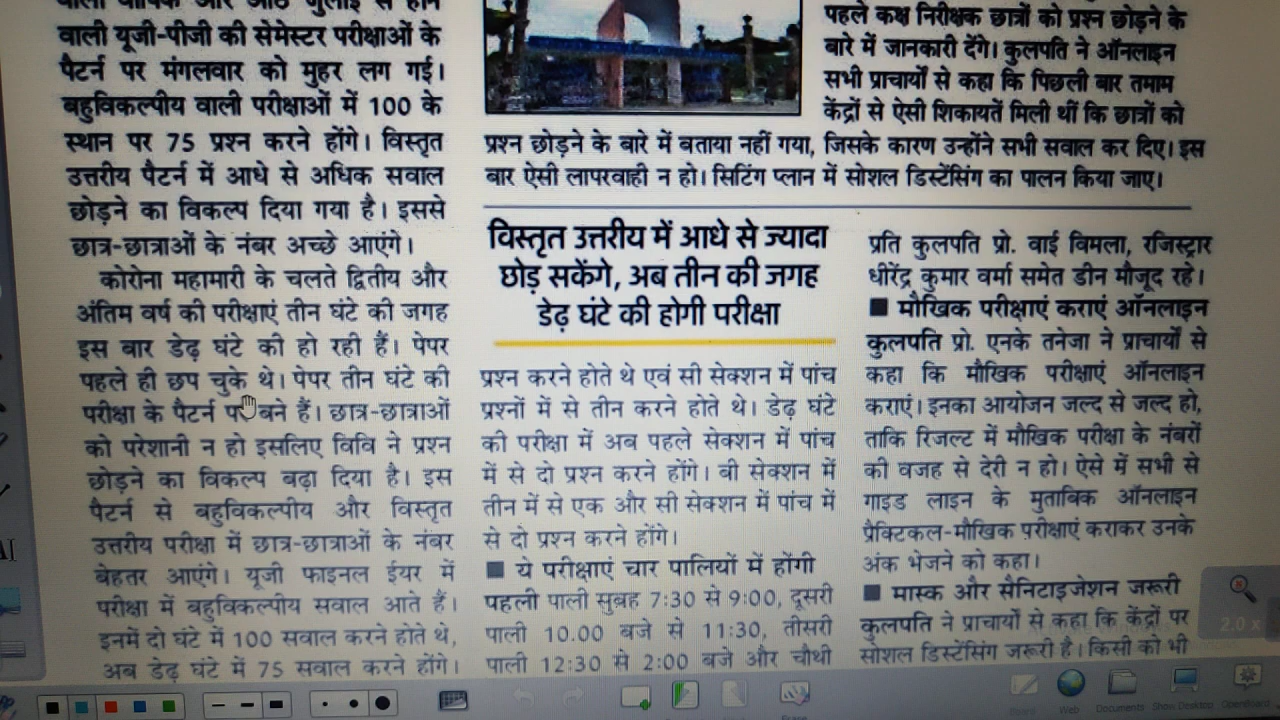 वाली यूजी-पीजी की सेमेस्टर परीक्षाओं के
पैटर्न पर मंगलवार को मुहर लग गई।
बहुविकल्पीय वाली परीक्षाओं में 100 के
स्थान पर 75 प्रश्न करने होंगे। विस्तृत
उत्तरीय पैटर्न में आधे से अधिक सवाल
छोड़ने का विकल्प दिया गया है। इससे
छात्र-छात्राओं के नंबर अच्छे आएंगे।
कोरोना महामारी के चलते द्वितीय और
अंतिम वर्ष की परीक्षाएं तीन घंटे की जगह
इस बार डेढ़ घंटे की हो रही हैं। पेपर
पहले ही छप चुके थे। पेपर तीन घंटे की
परीक्षा के पैटर्न पर बने हैं। छात्र-छात्राओं
को परेशानी न हो इसलिए विवि ने प्रश्न
छोड़ने का विकल्प बढ़ा दिया है। इस
पैटर्न से बहुविकल्पीय और विस्तृत
उत्तरीय परीक्षा में छात्र-छात्राओं के नंबर
बेहतर आएंगे। यूजी फाइनल ईयर में
परीक्षा में बहुविकल्पीय सवाल आते हैं।
इनमें दो घंटे में 100 सवाल करने होते थे,
अब डेढ़ घंटे में 75 सवाल करने होंगे।
पहले कक्ष निरीक्षक छात्रों को प्रश्न छोड़ने के
बारे में जानकारी देंगे। कुलपति ने ऑनलाइन
सभी प्राचार्यों से कहा कि पिछली बार तमाम
केंद्रों से ऐसी शिकायतें मिली थीं कि छात्रों को
प्रश्न छोड़ने के बारे में बताया नहीं गया, जिसके कारण उन्होंने सभी सवाल कर दिए। इस
बार ऐसी लापरवाही न हो। सिटिंग प्लान में सोशल डिस्टेंसिंग का पालन किया जाए।
विस्तृत उत्तरीय में आधे से ज्यादा
छोड़ सकेंगे, अब तीन की जगह
डेढ़ घंटे की होगी परीक्षा
प्रश्न करने होते थे एवं सी सेक्शन में पांच
प्रश्नों में से तीन करने होते थे। डेढ़ घंटे
की परीक्षा में अब पहले सेक्शन में पांच
में से दो प्रश्न करने होंगे। बी सेक्शन में
तीन में से एक और सी सेक्शन में पांच में
से दो प्रश्न करने होंगे।
■ ये परीक्षाएं चार पालियों में होंगी
पहली पाली सुबह 7:30 से 9:00, दूसरी
पाली 10.00 बजे से 11:30, तीसरी
पाली 12:30 से 2:00 बजे और चौथी
प्रति कुलपति प्रो. वाई विमला, रजिस्ट्रार
धीरेंद्र कुमार वर्मा समेत डीन मौजूद रहे।
■ मौखिक परीक्षाएं कराएं ऑनलाइन
कुलपति प्रो. एनके तनेजा ने प्राचार्यों से
कहा कि मौखिक परीक्षाएं ऑनलाइन
कराएं। इनका आयोजन जल्द से जल्द हो,
ताकि रिजल्ट में मौखिक परीक्षा के नंबरों
की वजह से देरी न हो। ऐसे में सभी से
गाइड लाइन के मुताबिक ऑनलाइन
प्रैक्टिकल-मौखिक परीक्षाएं कराकर उनके
अंक भेजने को कहा।
■ मास्क और सैनिटाइजेशन जरूरी
कुलपति ने प्राचार्यों से कहा कि केंद्रों पर
सोशल डिस्टेंसिंग जरूरी है। किसी को भी
2.0 x
Web
Documents
Show Desktop
OpenBoard